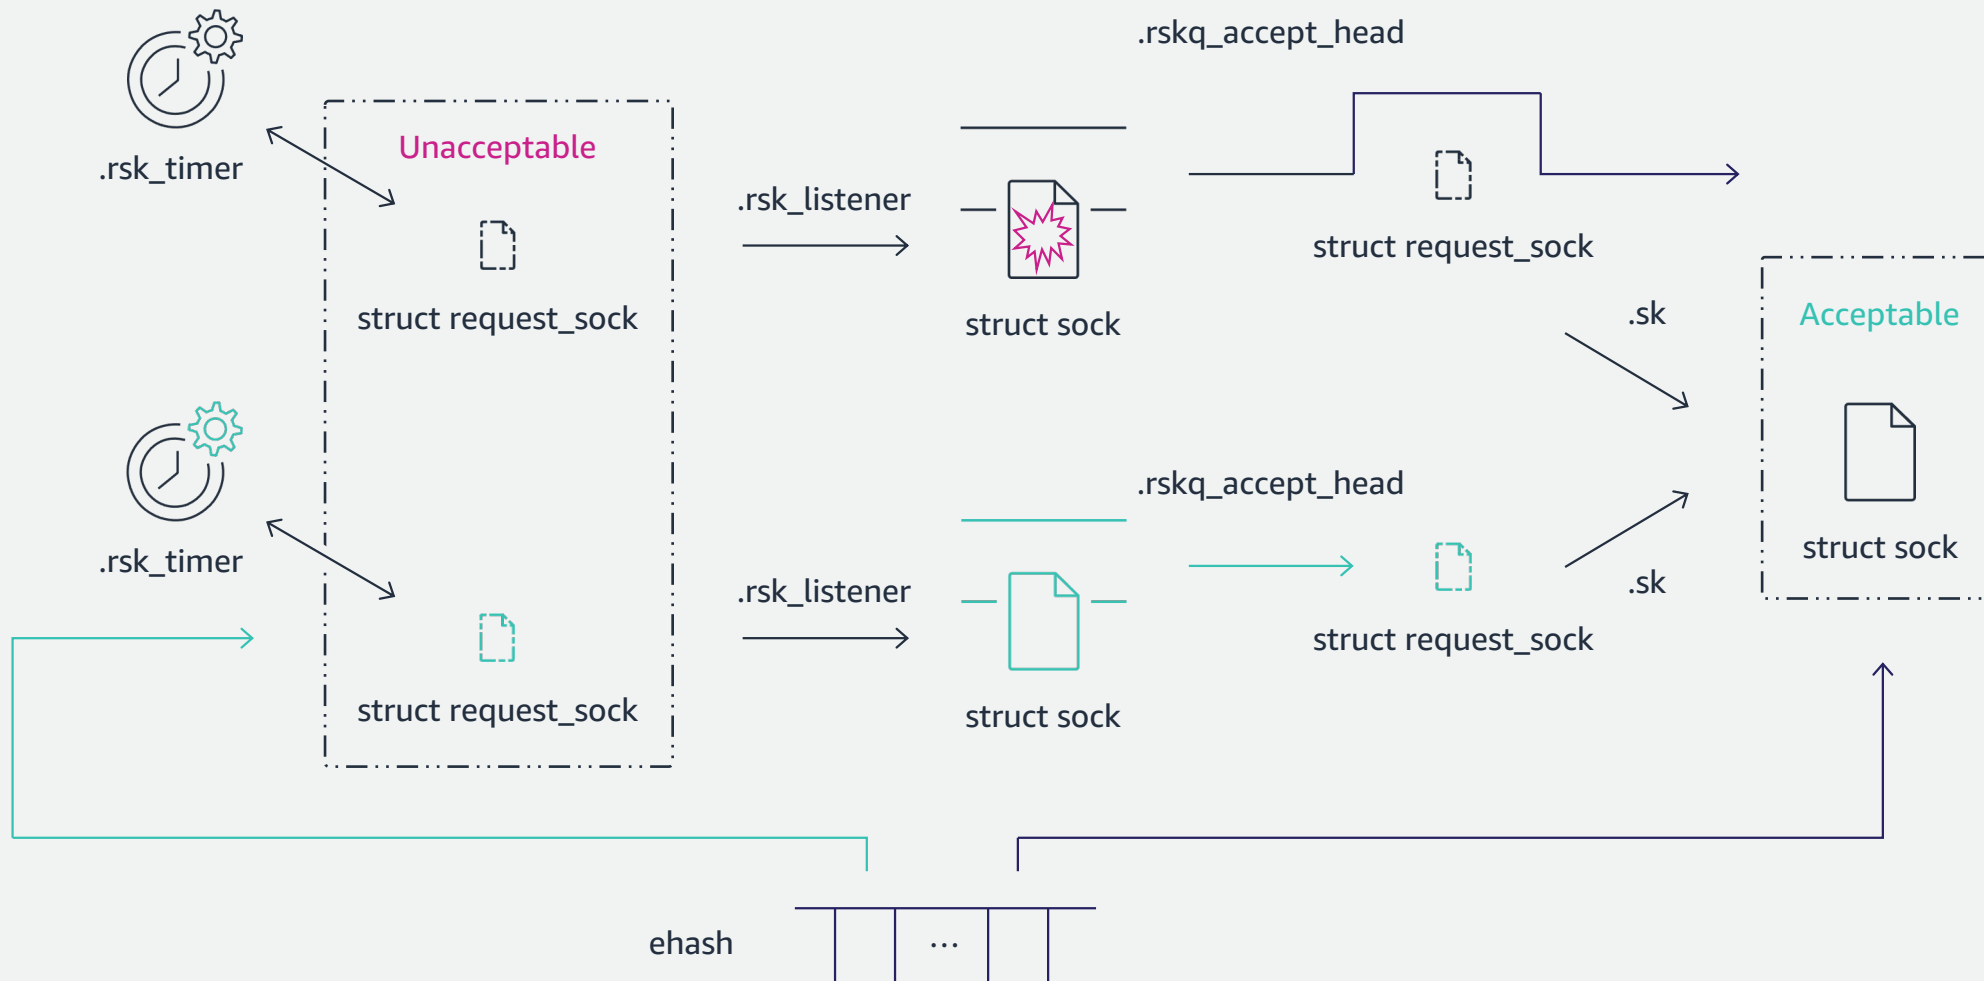 .rskq_accept_head
Unacceptable
.rsk_timer
.rsk_listener
struct request_sock
struct request_sock
struct sock
.sk
Acceptable
.rskq_accept_head
struct sock
.rsk_timer
.rsk_listener
.sk
struct request_sock
struct request_sock
struct sock
ehash
...